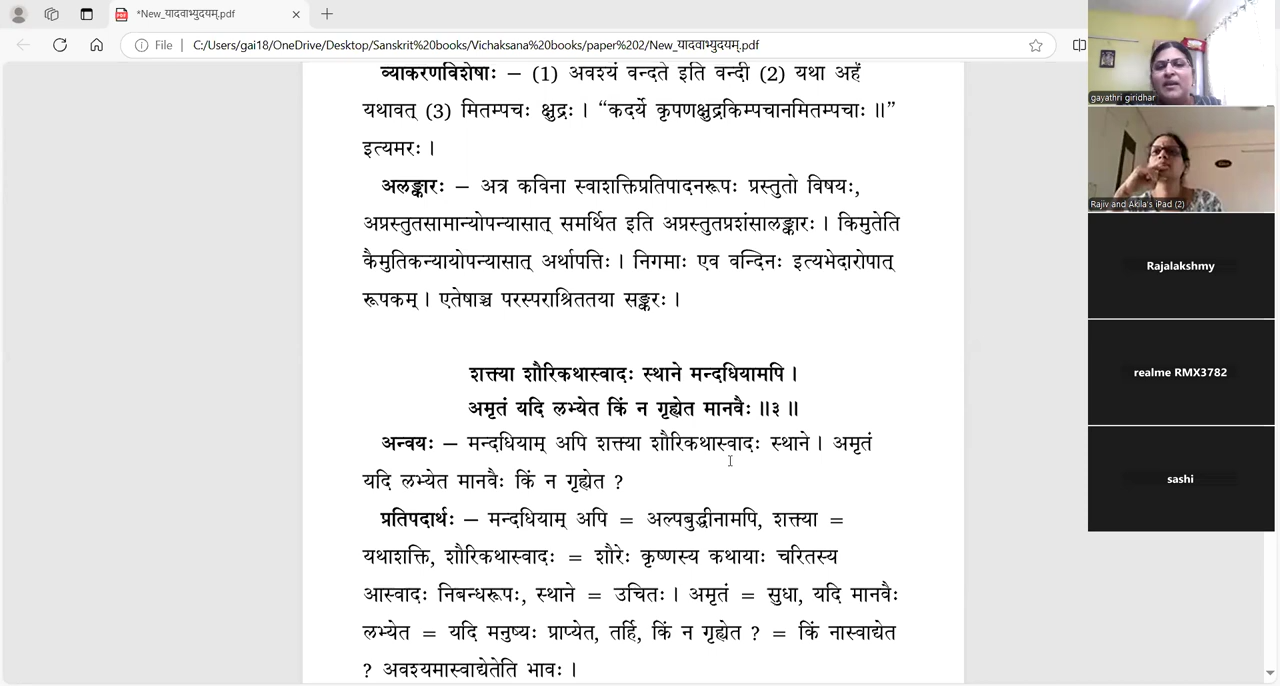 *New_यादवाभ्युदयम्.pdf
File
C:/Users/gai18/OneDrive/Desktop/Sanskrit%20books/Vichaksana%20books/paper%202/New_यादवाभ्युदयम्.pdf
व्याकरणविशेषाः – (1) अवश्यं वन्दते इति वन्दी (2) यथा अर्हं
यथावत् (3) मितम्पचः क्षुद्रः । “कदर्ये कृपणक्षुद्रकिम्पचानमितम्पचाः ॥”
इत्यमरः ।
अलङ्कारः – अत्र कविना स्वाशक्तिप्रतिपादनरूपः प्रस्तुतो विषयः,
अप्रस्तुतसामान्योपन्यासात् समर्थित इति अप्रस्तुतप्रशंसालङ्कारः । किमुतेति
कैमुतिकन्यायोपन्यासात् अर्थापत्तिः । निगमाः एव वन्दिनः इत्यभेदारोपात्
रूपकम् । एतेषाञ्च परस्पराश्रिततया सङ्करः ।
शक्त्या शौरिकथास्वादः स्थाने मन्दधियामपि ।
अमृतं यदि लभ्येत किं न गृह्येत मानवैः ॥३ ॥
अन्वयः – मन्दधियाम् अपि शक्त्या शौरिकथास्वादः स्थाने । अमृतं
यदि लभ्येत मानवैः किं न गृह्येत ?
प्रतिपदार्थः – मन्दधियाम् अपि = अल्पबुद्धीनामपि, शक्त्या =
यथाशक्ति, शौरिकथास्वादः = शौरेः कृष्णस्य कथायाः चरितस्य
आस्वादः निबन्धरूपः, स्थाने = उचितः । अमृतं = सुधा, यदि मानवैः
लभ्येत = यदि मनुष्यः प्राप्येत, तर्हि, किं न गृह्येत ? = किं नास्वाद्येत
? अवश्यमास्वाद्येतेति भावः ।
gayathri giridhar
Rajiv and Akila's iPad (2)
Rajalakshmy
realme RMX3782
sashi